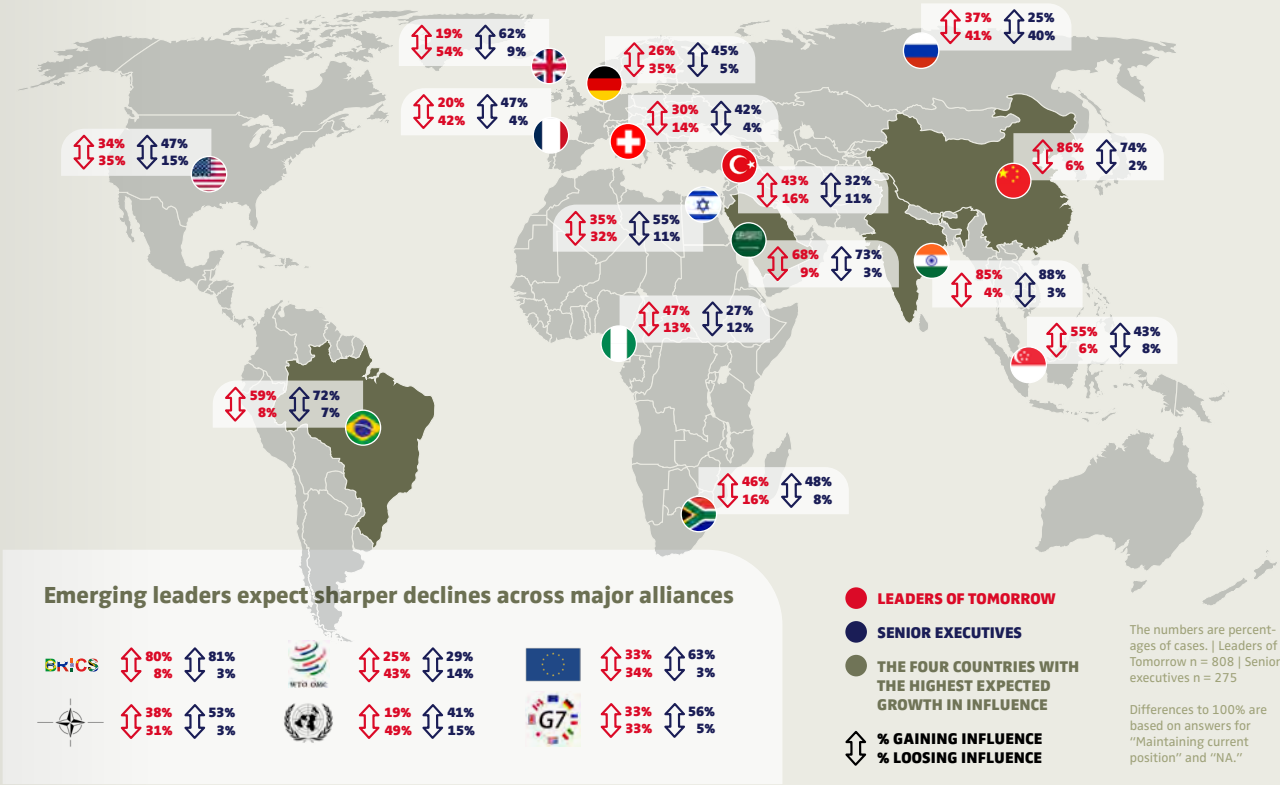 37% 25%
41% 40%
19% 62%
54% 9%
26% 45%
35% 5%
20% 47%
42% 4%
30% 42%
14% 4%
34% 47%
35% 15%
86% 74%
6% 2%
43% 32%
16% 11%
35% 55%
32% 11%
68% 73%
9% 3%
85% 88%
4% 3%
47% 27%
13% 12%
55% 43%
6% 8%
59% 72%
8% 7%
46% 48%
16% 8%
Emerging leaders expect sharper declines across major alliances
BRICS
80% 81%
8% 3%
WTO OMC
25% 29%
43% 14%
33% 63%
34% 3%
38% 53%
31% 3%
19% 41%
49% 15%
G7
33% 56%
33% 5%
LEADERS OF TOMORROW
SENIOR EXECUTIVES
THE FOUR COUNTRIES WITH
THE HIGHEST EXPECTED
GROWTH IN INFLUENCE
% GAINING INFLUENCE
% LOOSING INFLUENCE
The numbers are percent-
ages of cases. | Leaders of
Tomorrow n = 808 | Senior
executives n = 275
Differences to 100% are
based on answers for
“Maintaining current
position” and “NA.”